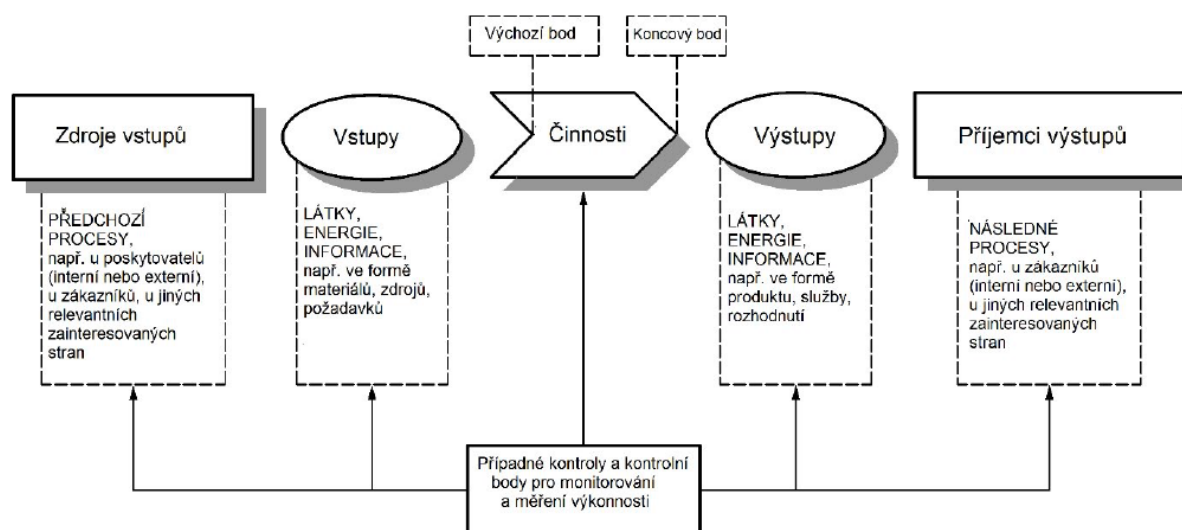 Výchozí bod
Koncový bod
Zdroje vstupů
Vstupy
Činnosti
Výstupy
Příjemci výstupů
PŘEDCHOZÍ
PROCESY,
např. u poskytovatelů
(interní nebo externí),
u zákazníků, u jiných
relevantních
zainteresovaných
stran
LÁTKY,
ENERGIE,
INFORMACE,
např. ve formě
materiálů, zdrojů,
požadavků
LÁTKY,
ENERGIE,
INFORMACE,
např. ve formě
produktu, služby,
rozhodnutí
NÁSLEDNÉ
PROCESY,
např. u zákazníků
(interní nebo externí),
u jiných relevantních
zainteresovaných
stran
Případné kontroly a kontrolní
body pro monitorování
a měření výkonnosti